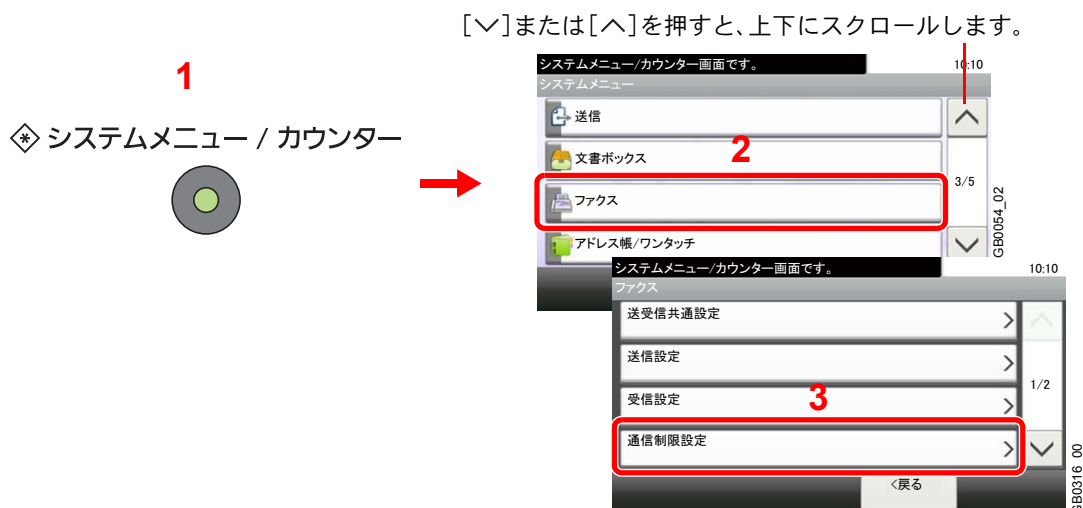 [∨]または[∧]を押すと、上下にスクロールします。
1
システムメニュー / カウンター
システムメニュー/カウンター画面です。
10:10
システムメニュー
送信
文書ボックス
2
ファクス
3/5
アドレス帳/ワンタッチ
GB0054_02
システムメニュー/カウンター画面です。
10:10
ファクス
送受信共通設定
送信設定
1/2
受信設定
3
通信制限設定
<戻る
GB0316_00